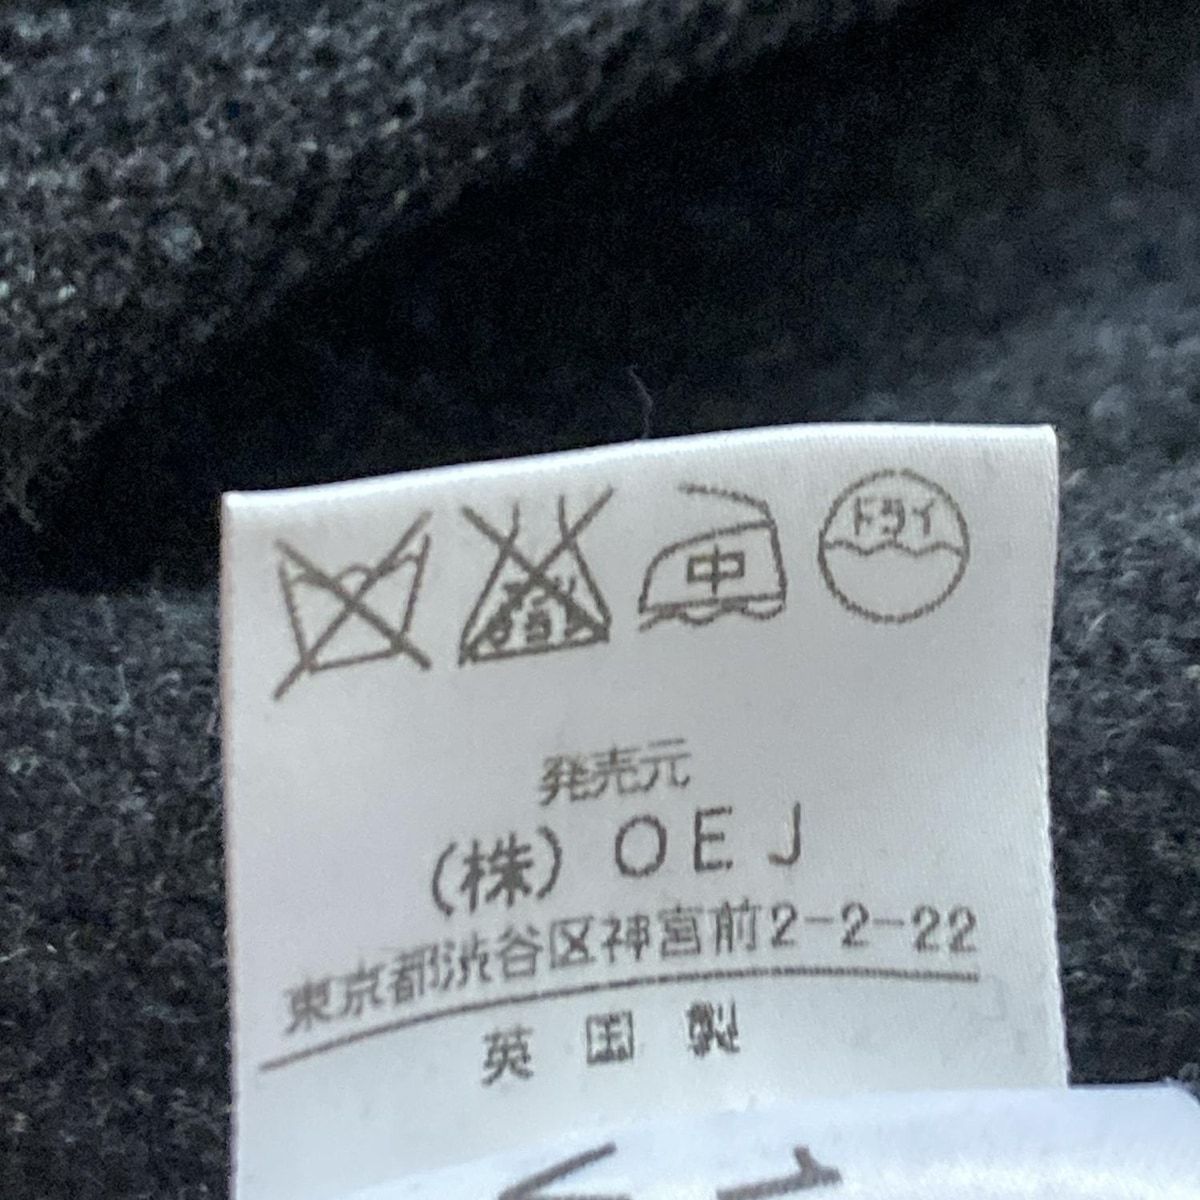 中 ドライ
発売元
(株) OEJ
東京都渋谷区神宮前2-2-22
英国製